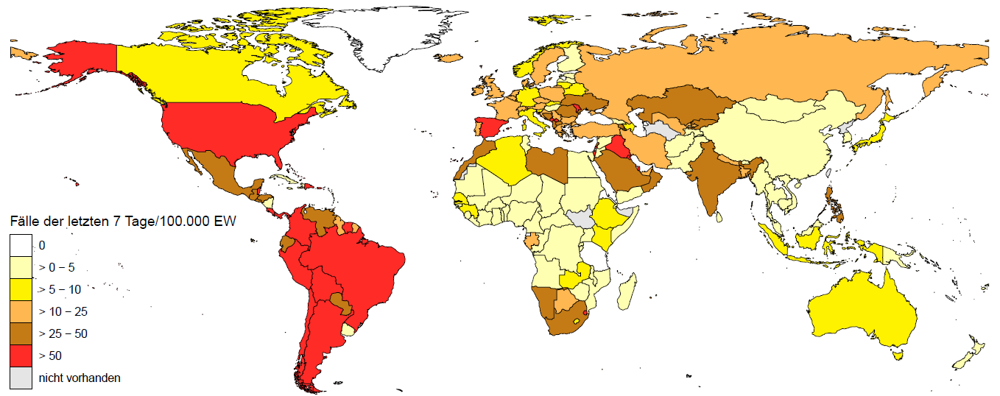 Fälle der letzten 7 Tage/100.000 EW
0
> 0 – 5
> 5 – 10
> 10 – 25
> 25 – 50
> 50
nicht vorhanden